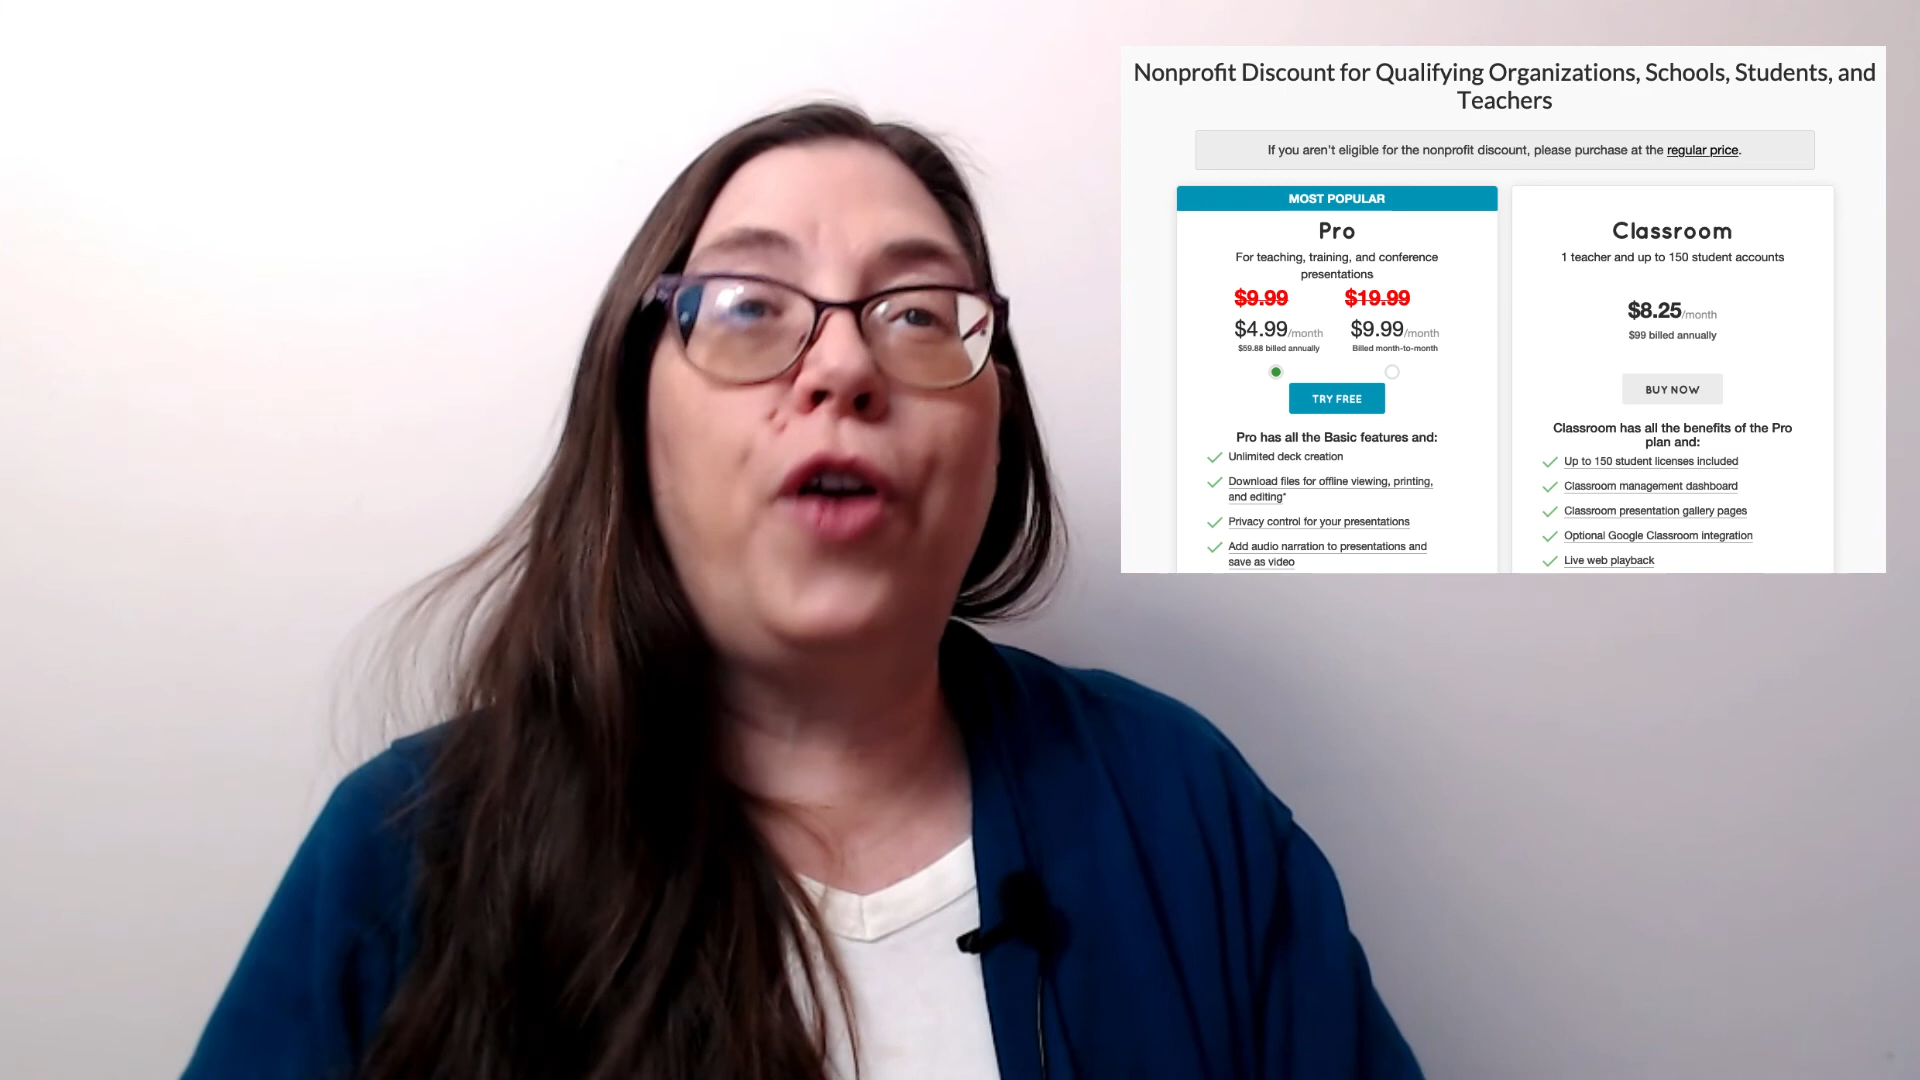 Nonprofit Discount for Qualifying Organizations, Schools, Students, and
Teachers
If you aren't eligible for the nonprofit discount, please purchase at the regular price.
MOST POPULAR
Pro
For teaching, training, and conference
presentations
$9.99 $19.99
$4.99/month $9.99/month
$59.88 billed annually Billed month-to-month
TRY FREE
Pro has all the Basic features and:
Unlimited deck creation
Download files for offline viewing, printing,
and editing*
Privacy control for your presentations
Add audio narration to presentations and
save as video
Classroom
1 teacher and up to 150 student accounts
$8.25/month
$99 billed annually
BUY NOW
Classroom has all the benefits of the Pro
plan and:
Up to 150 student licenses included
Classroom management dashboard
Classroom presentation gallery pages
Optional Google Classroom integration
Live web playback